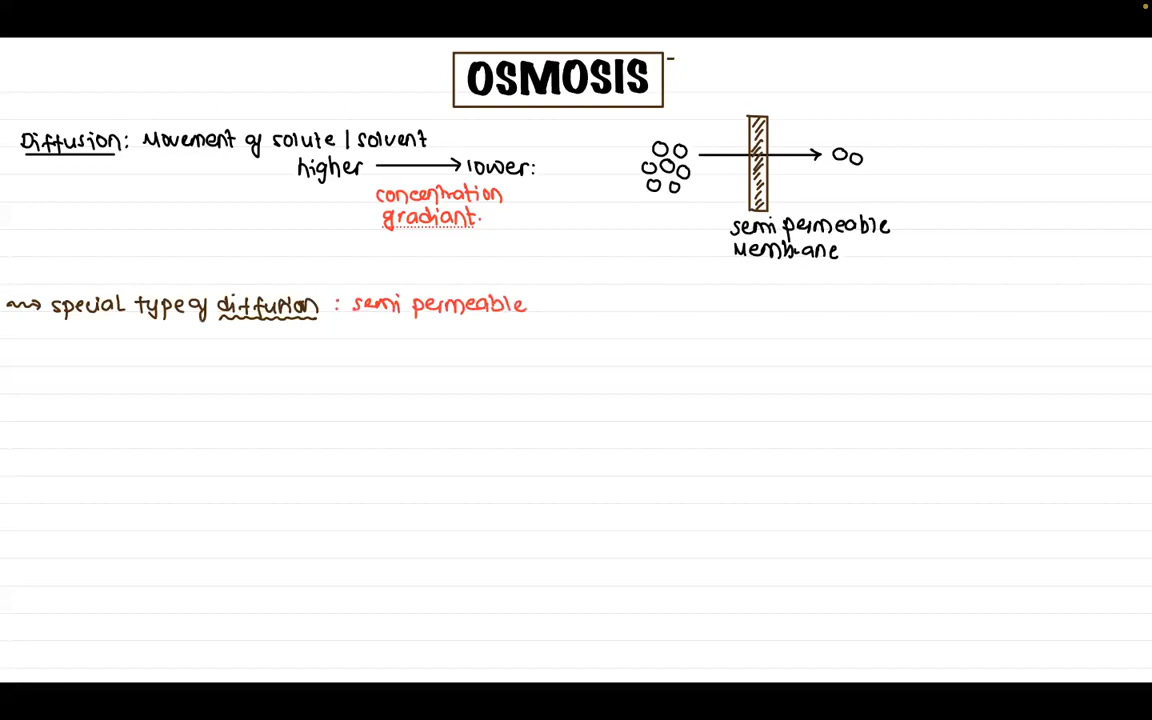 OSMOSIS
Diffusion: Movement of solute | solvent
higher → lower:
concentration
gradiant.
semi permeable
Membrane
⤳ special type of diffusion : semi permeable